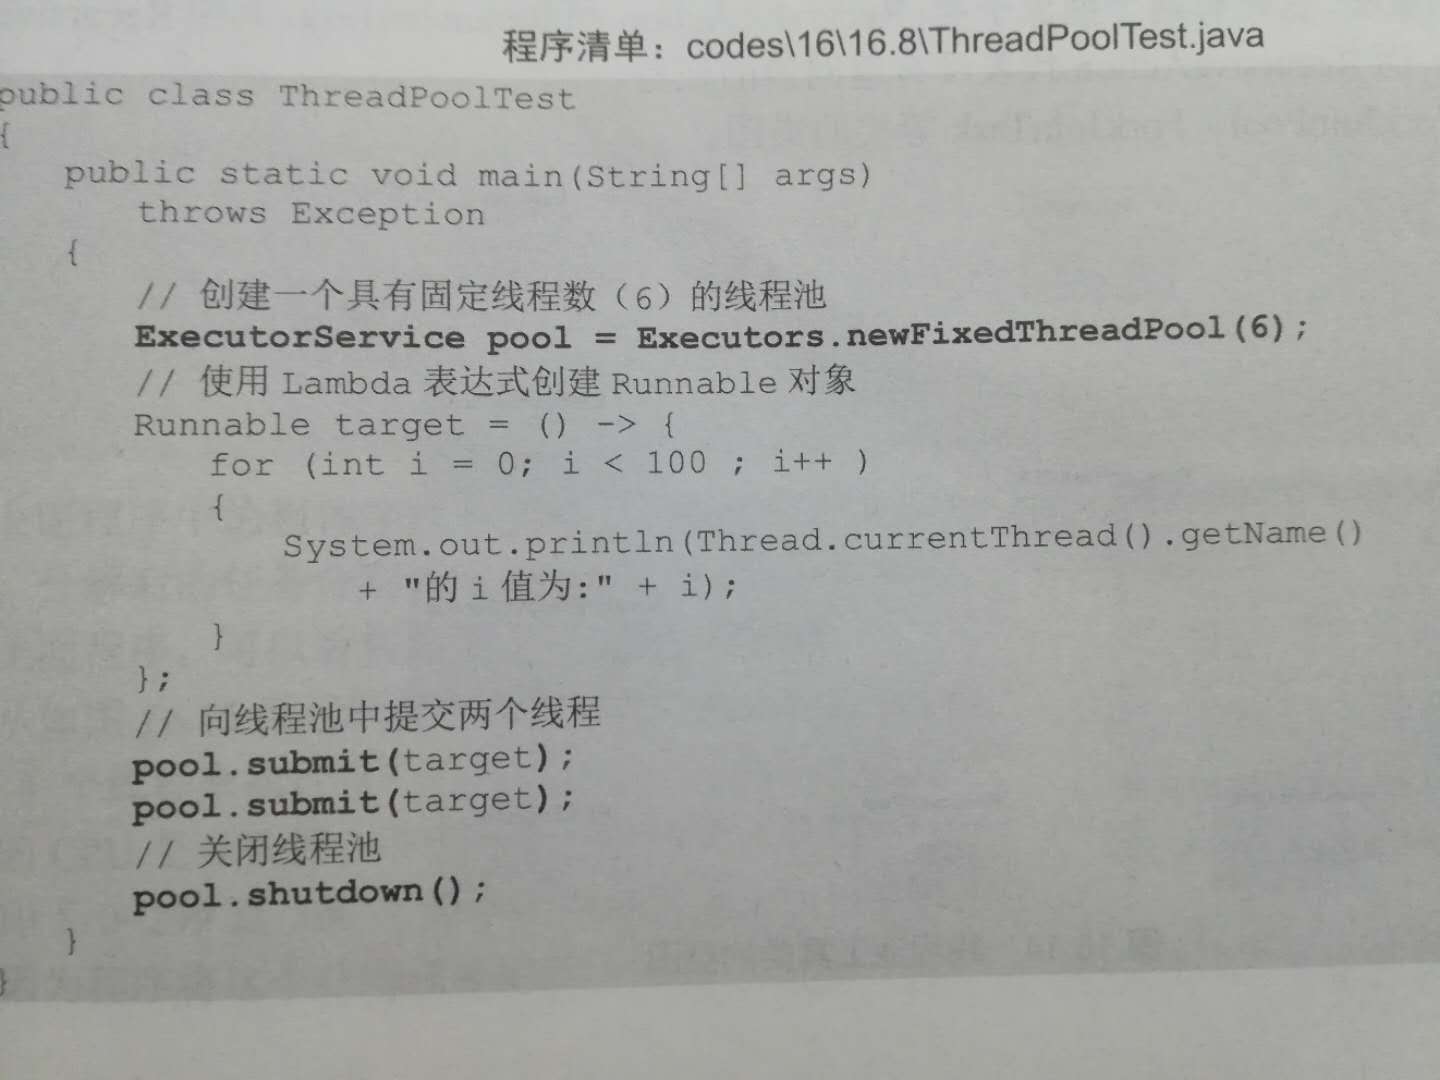 程序清单：codes\16\16.8\ThreadPoolTest.java
public class ThreadPoolTest
{
public static void main(String[] args)
throws Exception
{
// 创建一个具有固定线程数（6）的线程池
ExecutorService pool = Executors.newFixedThreadPool(6);
// 使用 Lambda 表达式创建 Runnable 对象
Runnable target = () -> {
for (int i = 0; i < 100 ; i++ )
{
System.out.println(Thread.currentThread().getName()
+ "的 i 值为:" + i);
}
};
// 向线程池中提交两个线程
pool.submit(target);
pool.submit(target);
// 关闭线程池
pool.shutdown();
}
}